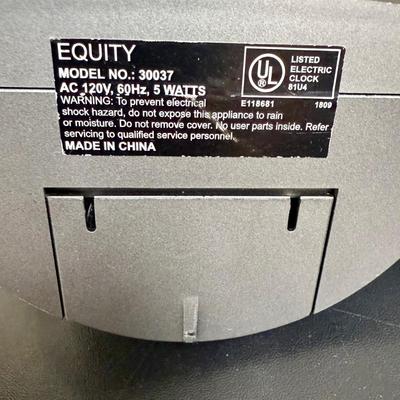 EQUITY
MODEL NO.: 30037
AC 120V, 60Hz, 5 WATTS
WARNING: To prevent electrical
shock hazard, do not expose this appliance to rain
or moisture. Do not remove cover. No user parts inside. Refer
servicing to qualified service personnel.
MADE IN CHINA
UL
LISTED
ELECTRIC
CLOCK
81U4
E118681 1809